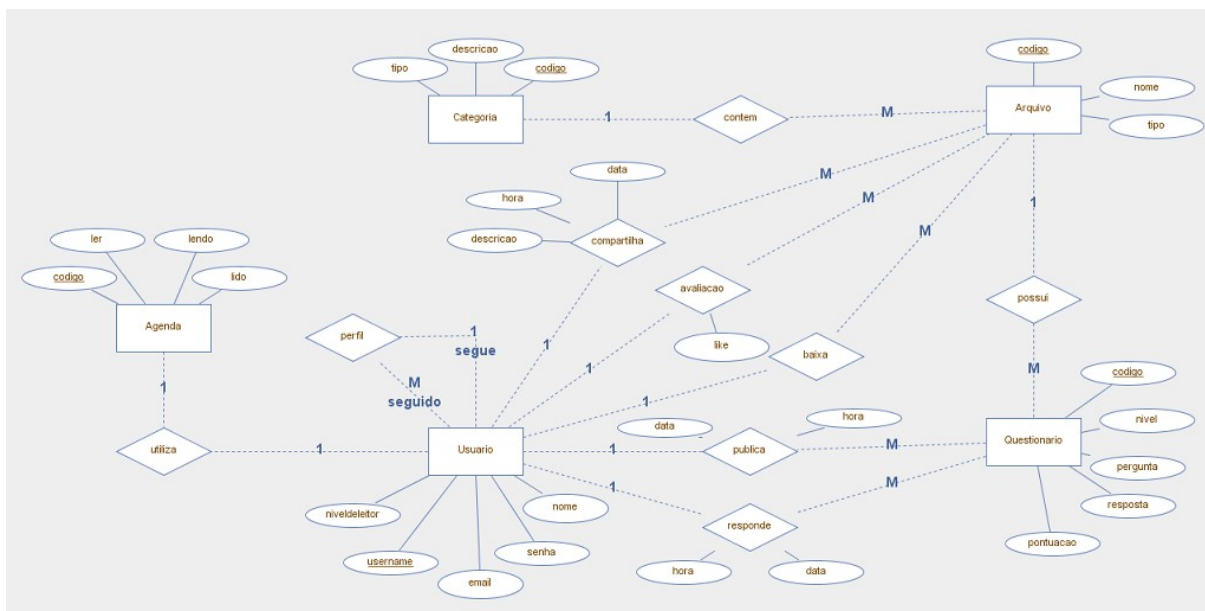 codigo
descricao
tipo
codigo
Categoria
1
contem
M
Arquivo
nome
tipo
data
hora
descricao
compartilha
M
M
M
1
ler
lendo
codigo
lido
Agenda
avaliacao
like
possui
perfil
1
segue
M
seguido
1
1
baixa
1
1
M
codigo
data
hora
nivel
utiliza
1
Usuario
1
publica
M
Questionario
pergunta
1
M
resposta
niveldeleitor
nome
responde
pontuacao
username
senha
email
hora
data